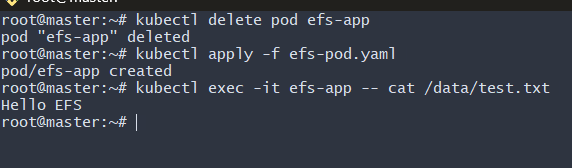 root@master:~# kubectl delete pod efs-app
pod "efs-app" deleted
root@master:~# kubectl apply -f efs-pod.yaml
pod/efs-app created
root@master:~# kubectl exec -it efs-app -- cat /data/test.txt
Hello EFS
root@master:~#